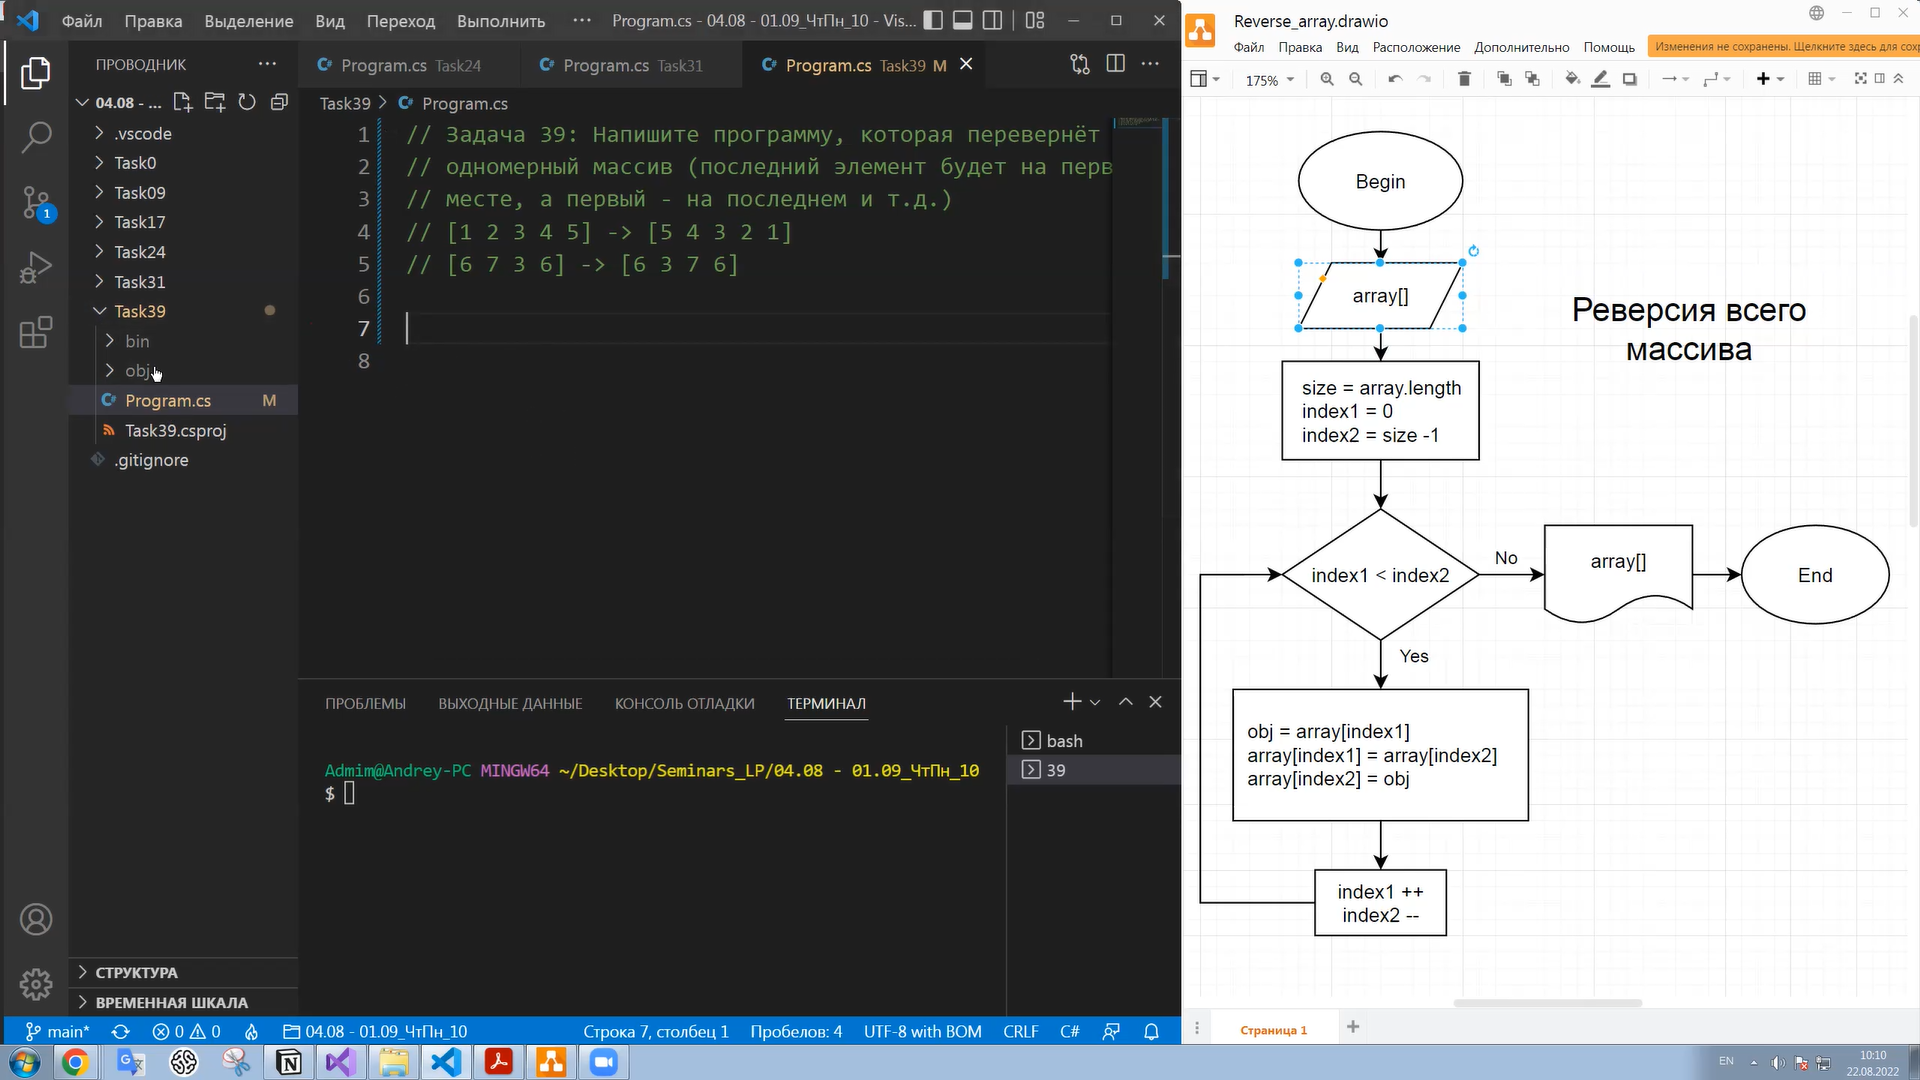 Файл Правка Выделение Вид Переход Выполнить ··· Program.cs - 04.08 - 01.09_ЧтПн_10 - Vis...
ПРОВОДНИК
04.08 - ...
.vscode
Task0
Task09
Task17
Task24
Task31
Task39
bin
obj
Program.cs M
Task39.csproj
.gitignore
СТРУКТУРА
ВРЕМЕННАЯ ШКАЛА
1
Program.cs Task24 Program.cs Task31 Program.cs Task39 M
Task39 > Program.cs
1 // Задача 39: Напишите программу, которая перевернёт
2 // одномерный массив (последний элемент будет на перв
3 // месте, а первый - на последнем и т.д.)
4 // [1 2 3 4 5] -> [5 4 3 2 1]
5 // [6 7 3 6] -> [6 3 7 6]
6
7
8
ПРОБЛЕМЫ ВЫХОДНЫЕ ДАННЫЕ КОНСОЛЬ ОТЛАДКИ ТЕРМИНАЛ
Admim@Andrey-PC MINGW64 ~/Desktop/Seminars_LP/04.08 - 01.09_ЧтПн_10
$
bash
39
main* 0 0 04.08 - 01.09_ЧтПн_10 Строка 7, столбец 1 Пробелов: 4 UTF-8 with BOM CRLF C#
Reverse_array.drawio
Файл Правка Вид Расположение Дополнительно Помощь Изменения не сохранены. Щелкните здесь для сох
175%
Begin
array[]
Реверсия всего
массива
size = array.length
index1 = 0
index2 = size -1
index1 < index2
No
array[]
End
Yes
obj = array[index1]
array[index1] = array[index2]
array[index2] = obj
index1 ++
index2 --
Страница 1
EN
10:10
22.08.2022